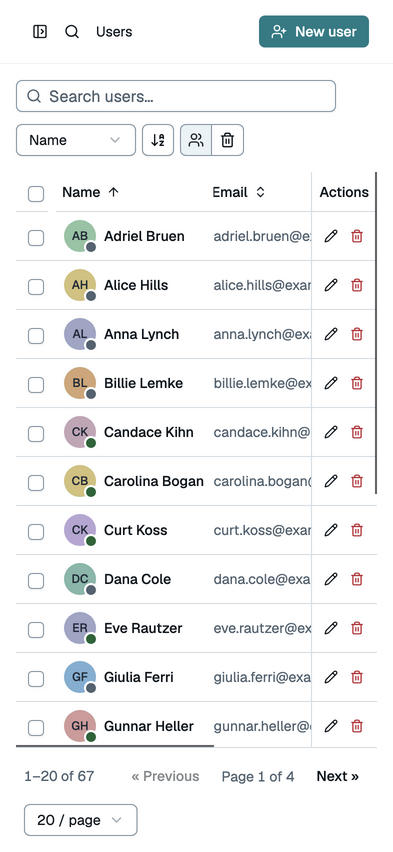 Users
New user
Search users...
Name
Name Email Actions
AB Adriel Bruen adriel.bruen@e
AH Alice Hills alice.hills@exar
AL Anna Lynch anna.lynch@exa
BL Billie Lemke billie.lemke@ex
CK Candace Kihn candace.kihn@
CB Carolina Bogan carolina.bogan
CK Curt Koss curt.koss@exar
DC Dana Cole dana.cole@exa
ER Eve Rautzer eve.rautzer@ex
GF Giulia Ferri giulia.ferri@exa
GH Gunnar Heller gunnar.heller@
1–20 of 67 « Previous Page 1 of 4 Next »
20 / page